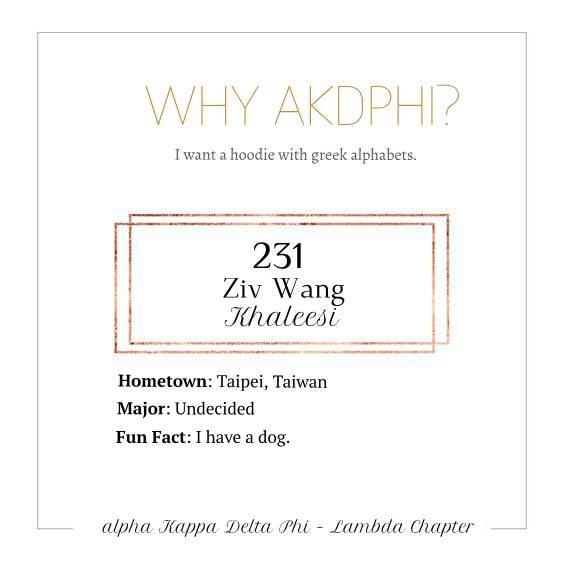 WHY AKDPHI?
I want a hoodie with greek alphabets.
231
Ziv Wang
Khaleesi
Hometown: Taipei, Taiwan
Major: Undecided
Fun Fact: I have a dog.
alpha Kappa Delta Phi - Lambda Chapter